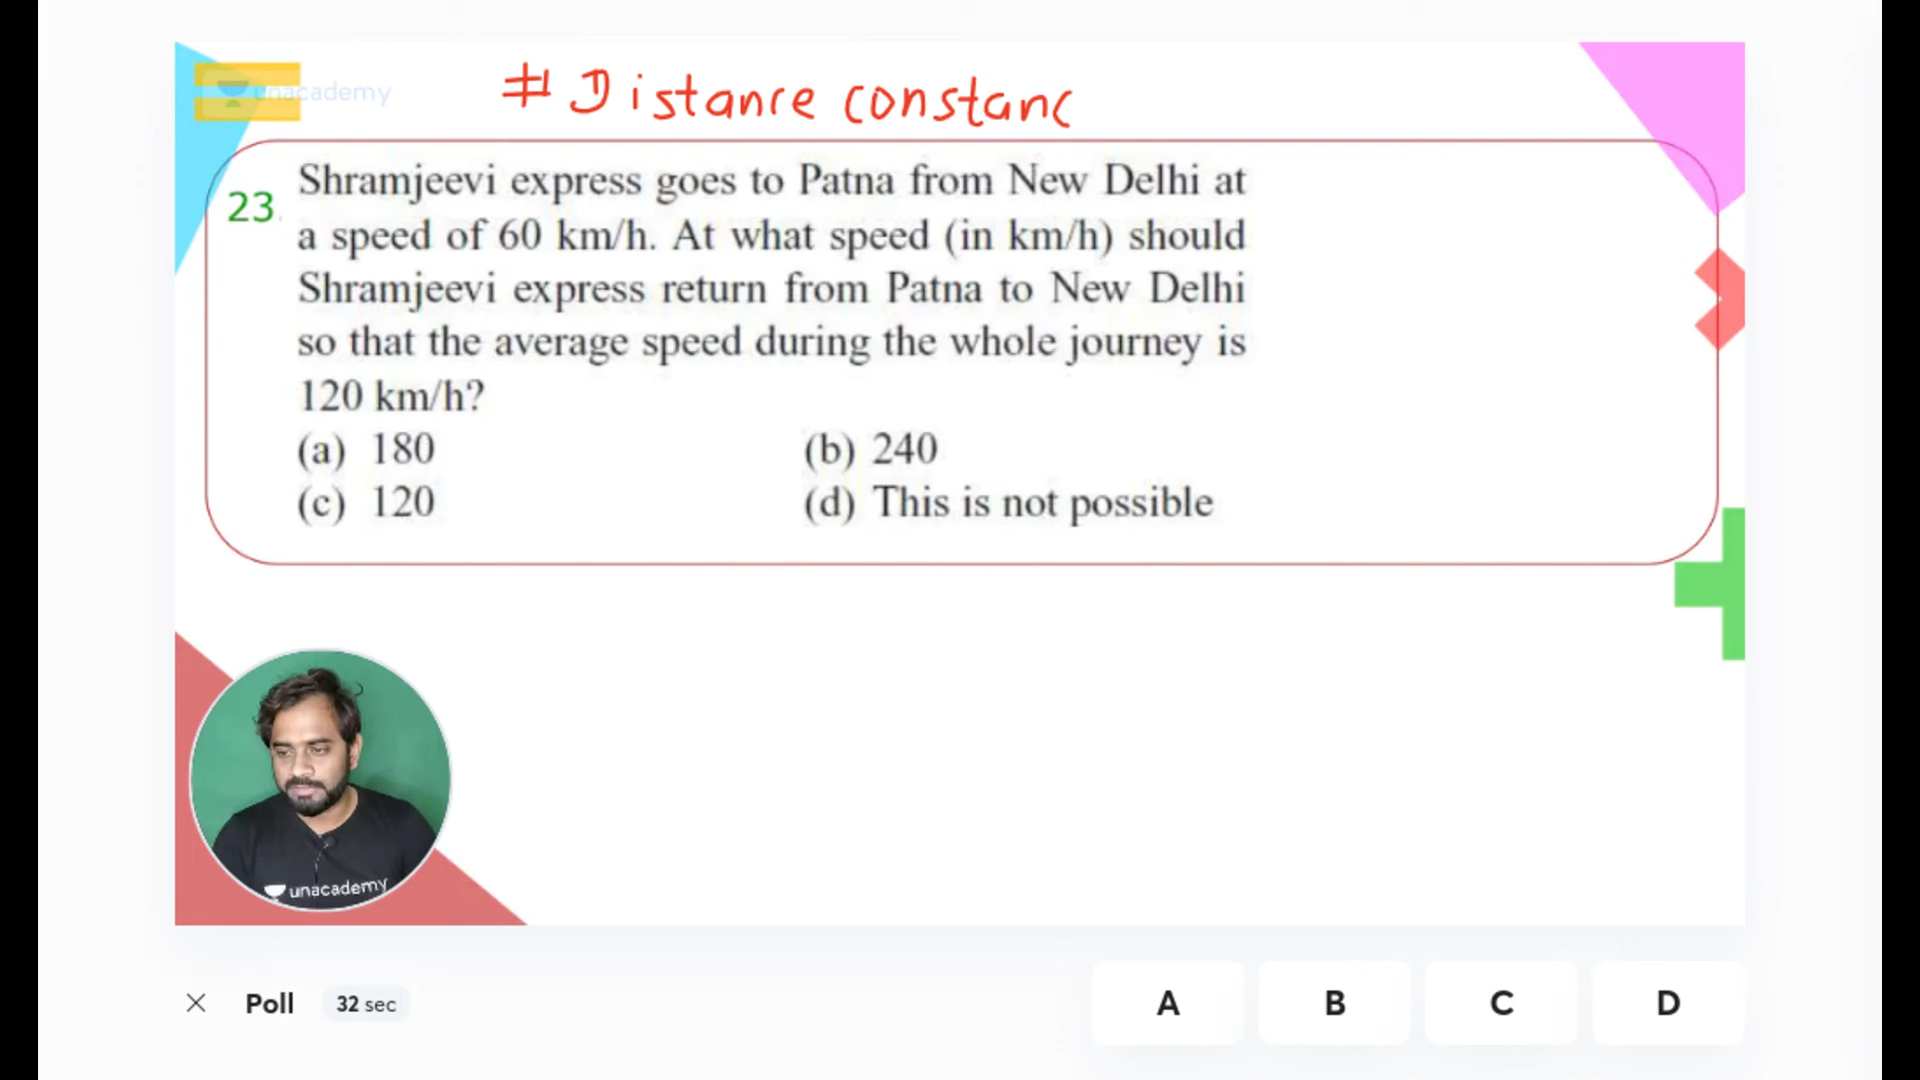 unacademy
# Distance constanc
23.
Shramjeevi express goes to Patna from New Delhi at
a speed of 60 km/h. At what speed (in km/h) should
Shramjeevi express return from Patna to New Delhi
so that the average speed during the whole journey is
120 km/h?
(a) 180 (b) 240
(c) 120 (d) This is not possible
unacademy
Poll 32 sec A B C D